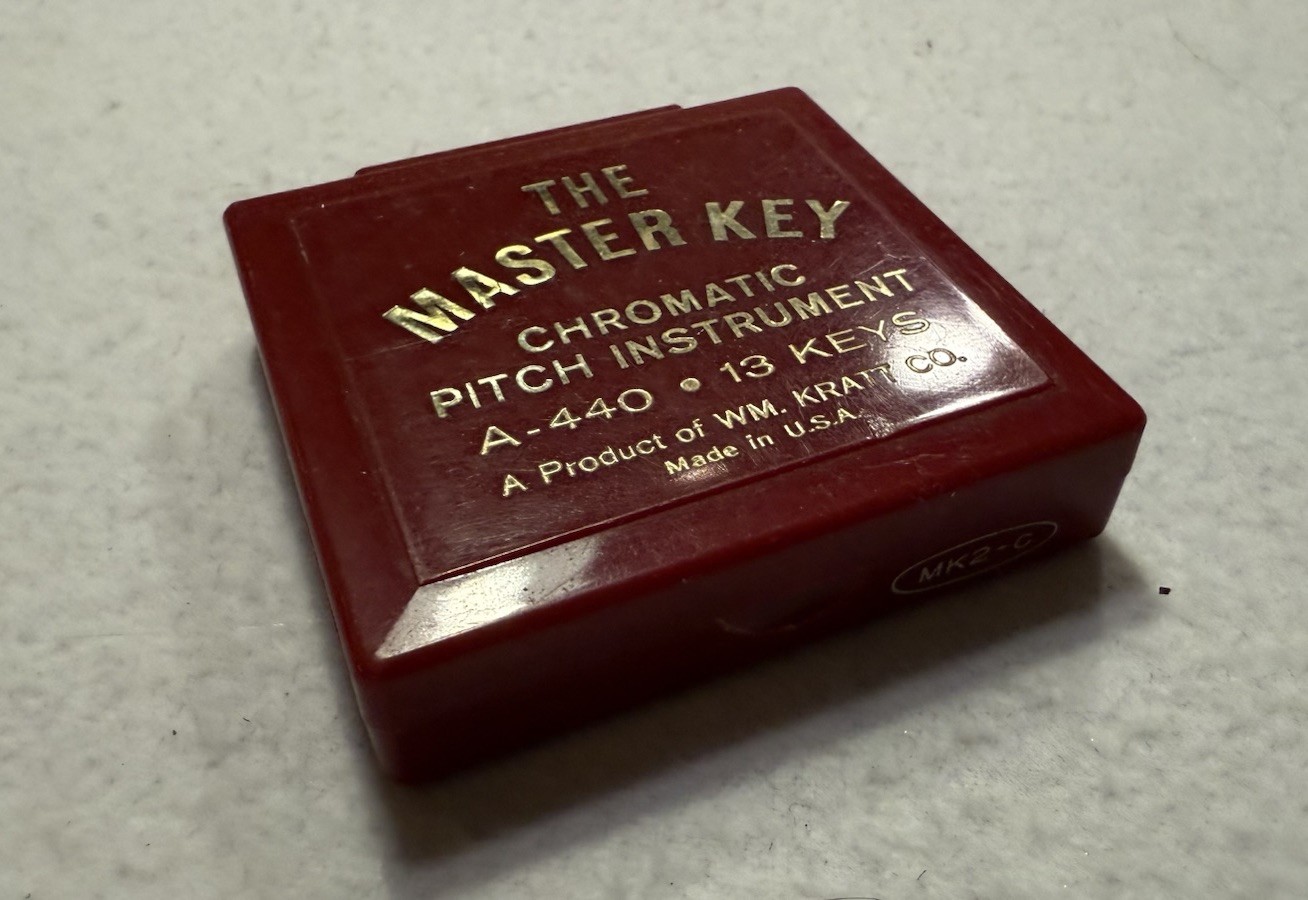 THE
MASTER KEY
CHROMATIC
PITCH INSTRUMENT
A-440 • 13 KEYS
A Product of WM. KRATT CO.
Made in U.S.A.
MK2-C